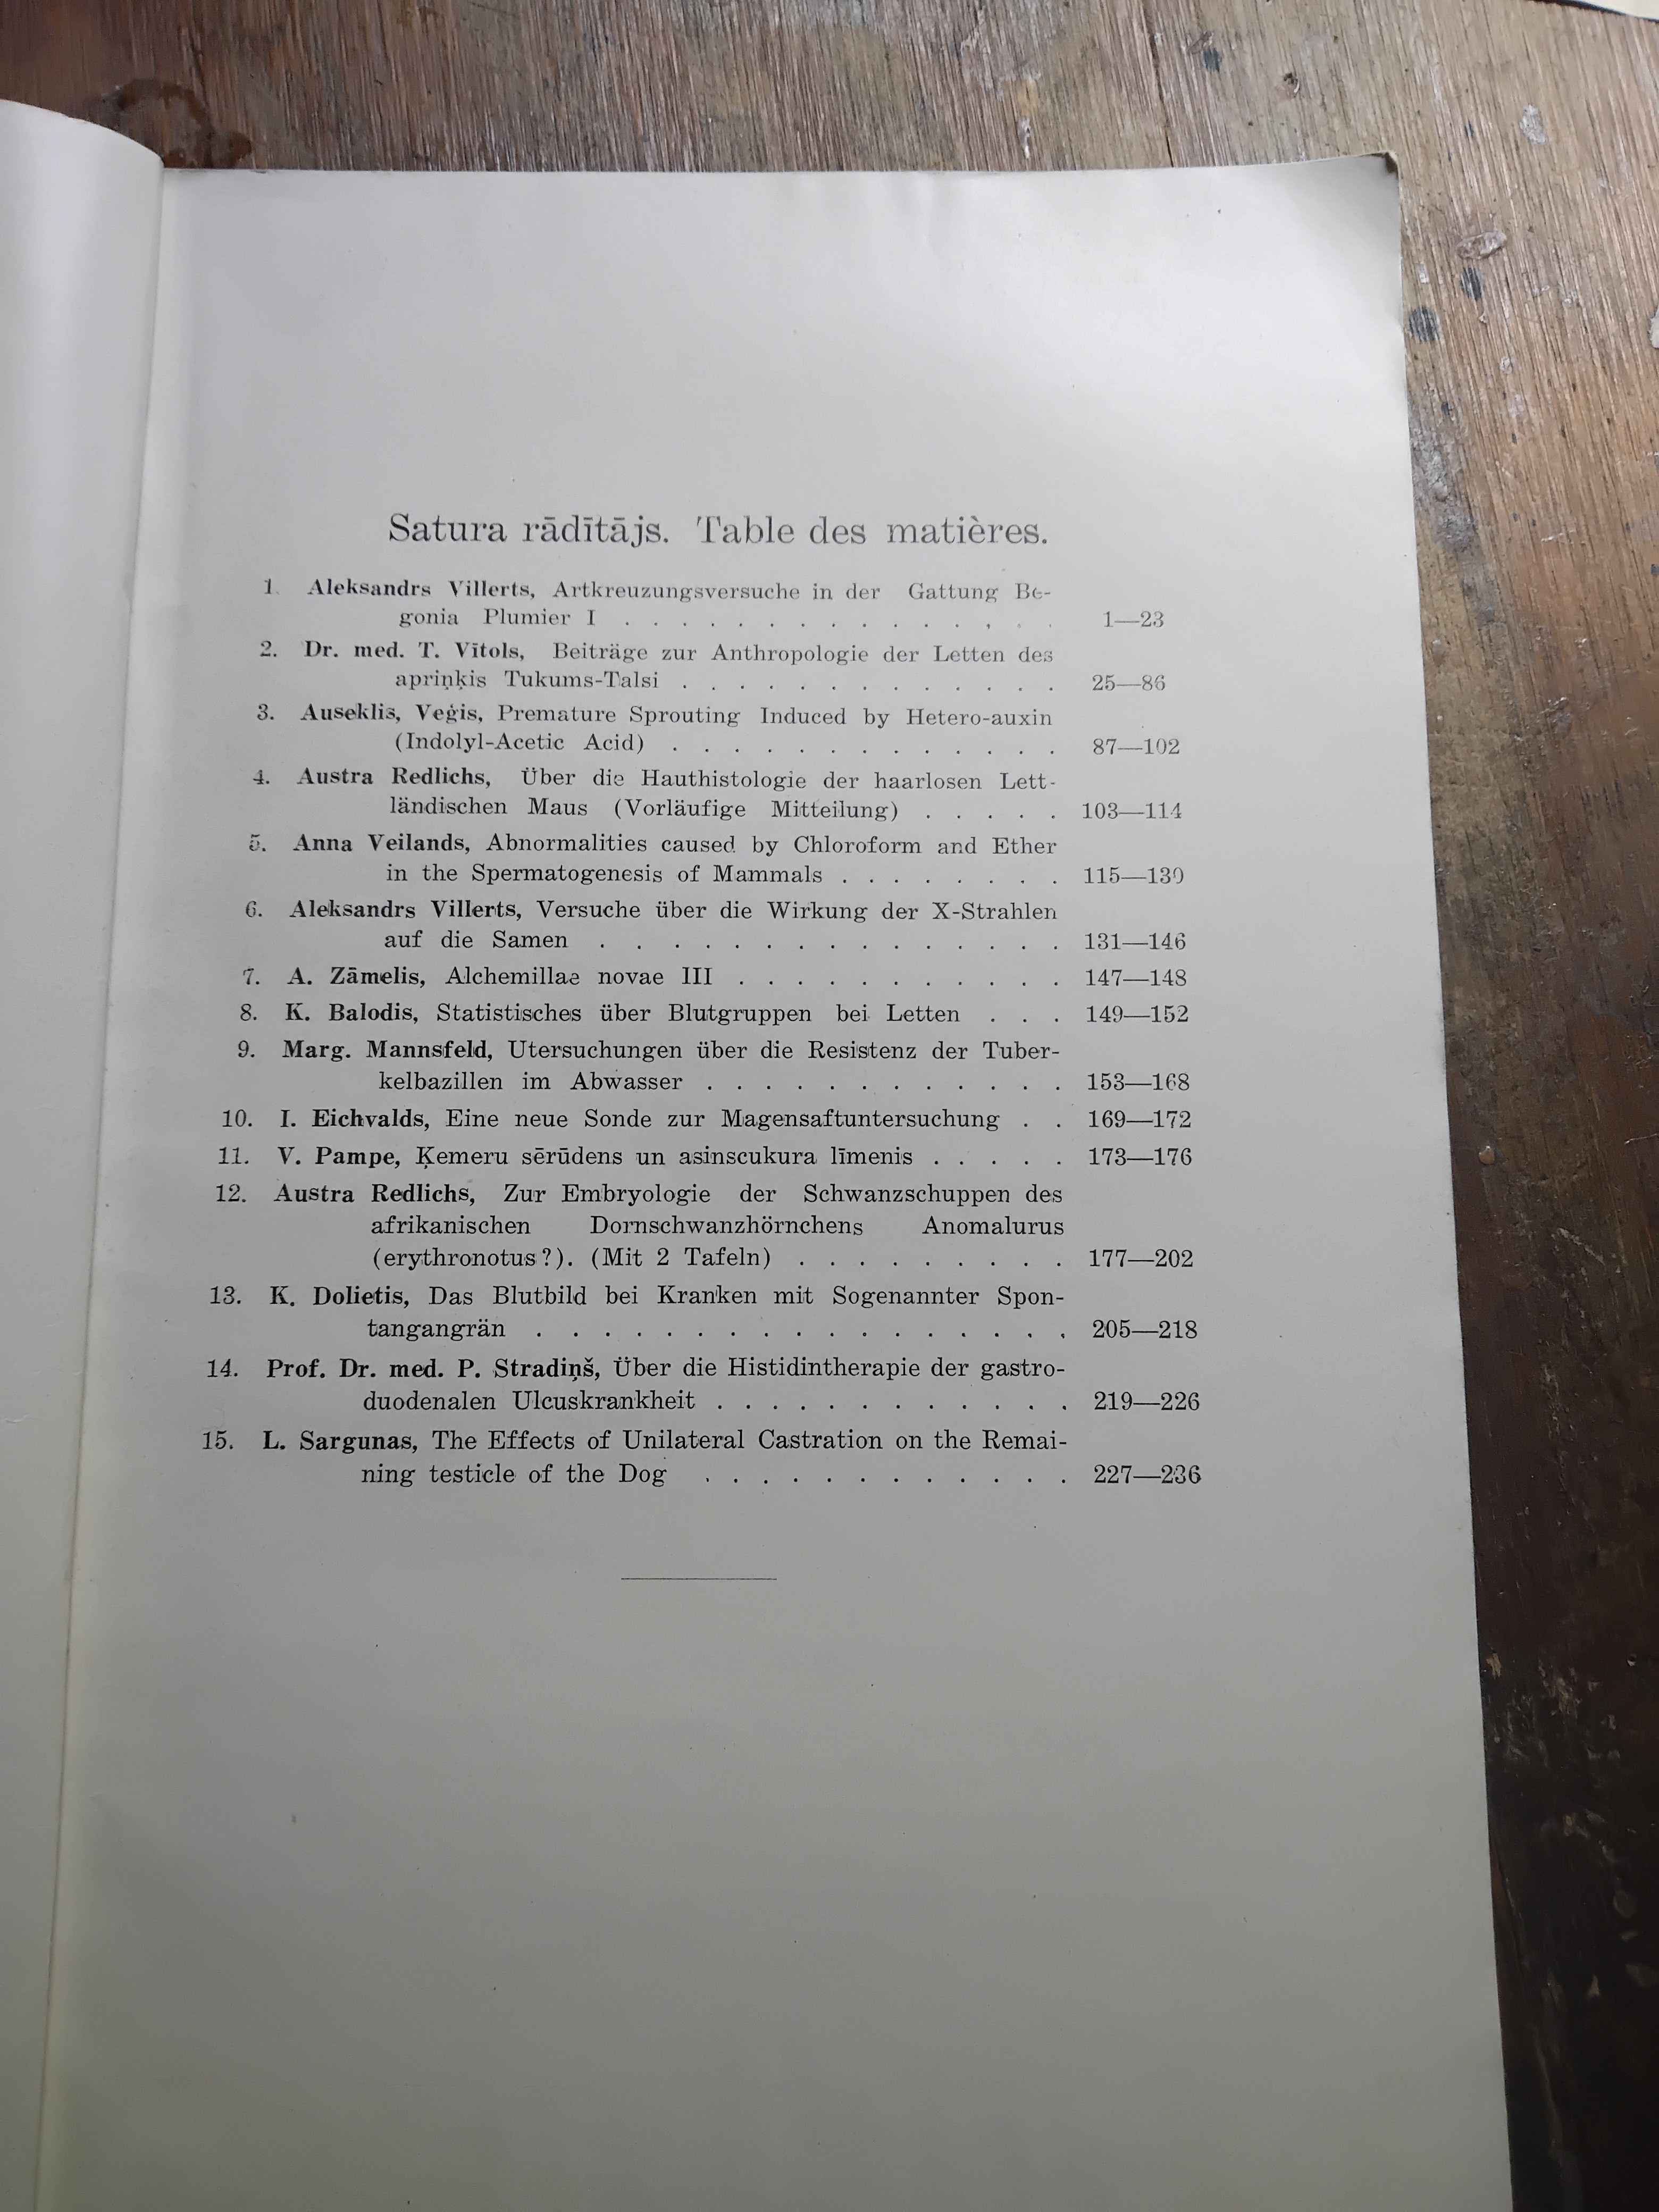 Satura rādītājs. Table des matières.
1. Aleksandrs Villerts, Artkreuzungsversuche in der Gattung Be-
gonia Plumier I . . . . . . . . . . . . . . 1—23
2. Dr. med. T. Vītols, Beiträge zur Anthropologie der Letten des
apriņķis Tukums-Talsi . . . . . . . . . . . . . 25—86
3. Auseklis, Veģis, Premature Sprouting Induced by Hetero-auxin
(Indolyl-Acetic Acid) . . . . . . . . . . . . . 87—102
4. Austra Redlichs, Über die Hauthistologie der haarlosen Lett-
ländischen Maus (Vorläufige Mitteilung) . . . . . 103—114
5. Anna Veilands, Abnormalities caused by Chloroform and Ether
in the Spermatogenesis of Mammals . . . . . . . . 115—130
6. Aleksandrs Villerts, Versuche über die Wirkung der X-Strahlen
auf die Samen . . . . . . . . . . . . . . 131—146
7. A. Zāmelis, Alchemillae novae III . . . . . . . . . . . 147—148
8. K. Balodis, Statistisches über Blutgruppen bei Letten . . . 149—152
9. Marg. Mannsfeld, Utersuchungen über die Resistenz der Tuber-
kelbazillen im Abwasser . . . . . . . . . . . . 153—168
10. I. Eichvalds, Eine neue Sonde zur Magensaftuntersuchung . . 169—172
11. V. Pampe, Ķemeru sērūdens un asinscukura līmenis . . . . . 173—176
12. Austra Redlichs, Zur Embryologie der Schwanzschuppen des
afrikanischen Dornschwanzhörnchens Anomalurus
(erythronotus?). (Mit 2 Tafeln) . . . . . . . . . 177—202
13. K. Dolietis, Das Blutbild bei Kranken mit Sogenannter Spon-
tangangrän . . . . . . . . . . . . . . . . 205—218
14. Prof. Dr. med. P. Stradiņš, Über die Histidintherapie der gastro-
duodenalen Ulcuskrankheit . . . . . . . . . . . . 219—226
15. L. Sargunas, The Effects of Unilateral Castration on the Remai-
ning testicle of the Dog . . . . . . . . . . . . 227—236